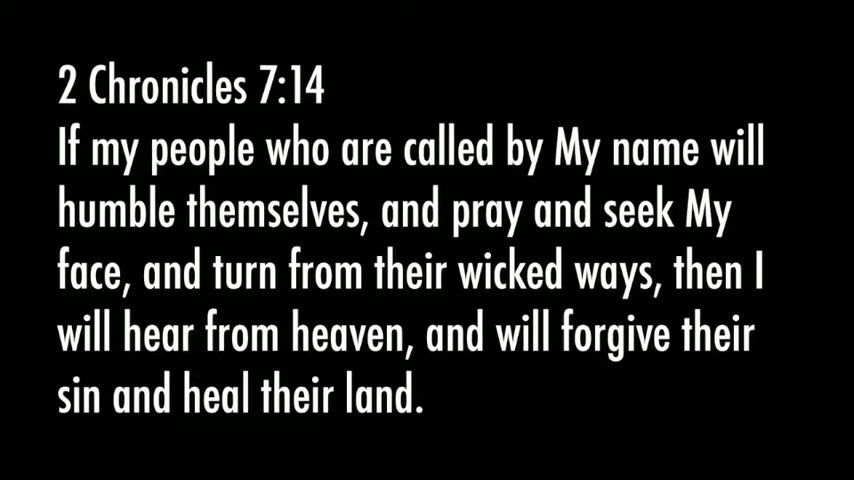 2 Chronicles 7:14
If my people who are called by My name will
humble themselves, and pray and seek My
face, and turn from their wicked ways, then I
will hear from heaven, and will forgive their
sin and heal their land.